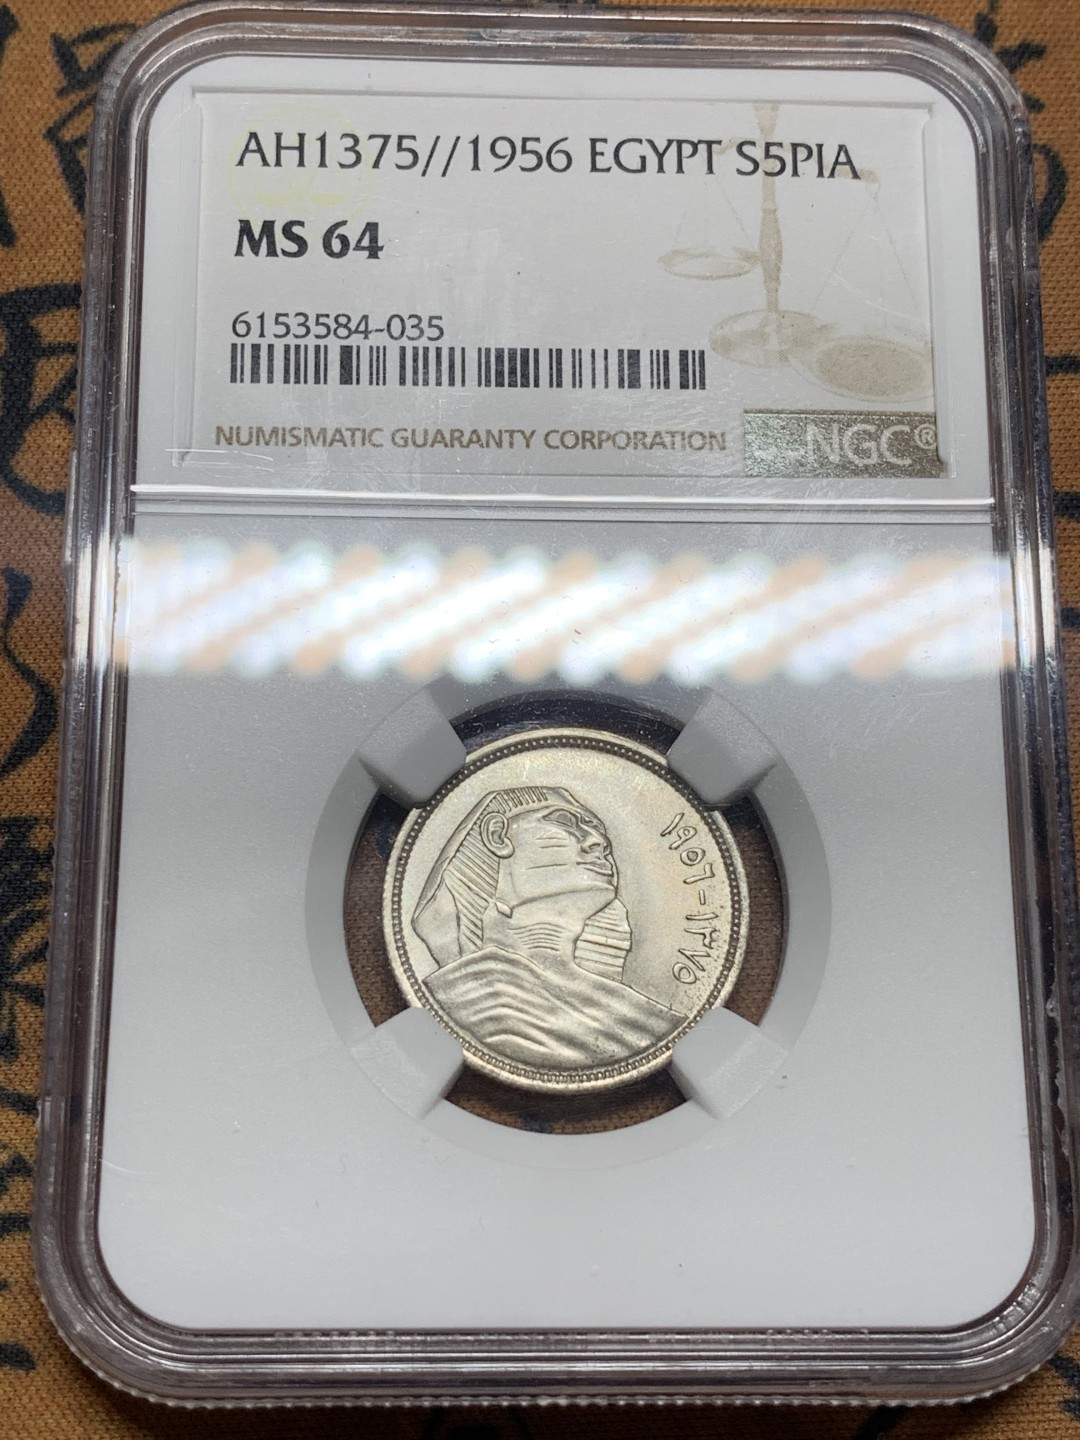 AH1375//1956 EGYPT S5PIA
MS 64
6153584-035
NUMISMATIC GUARANTY CORPORATION NGC®
١٩٥٦-١٣٧٥